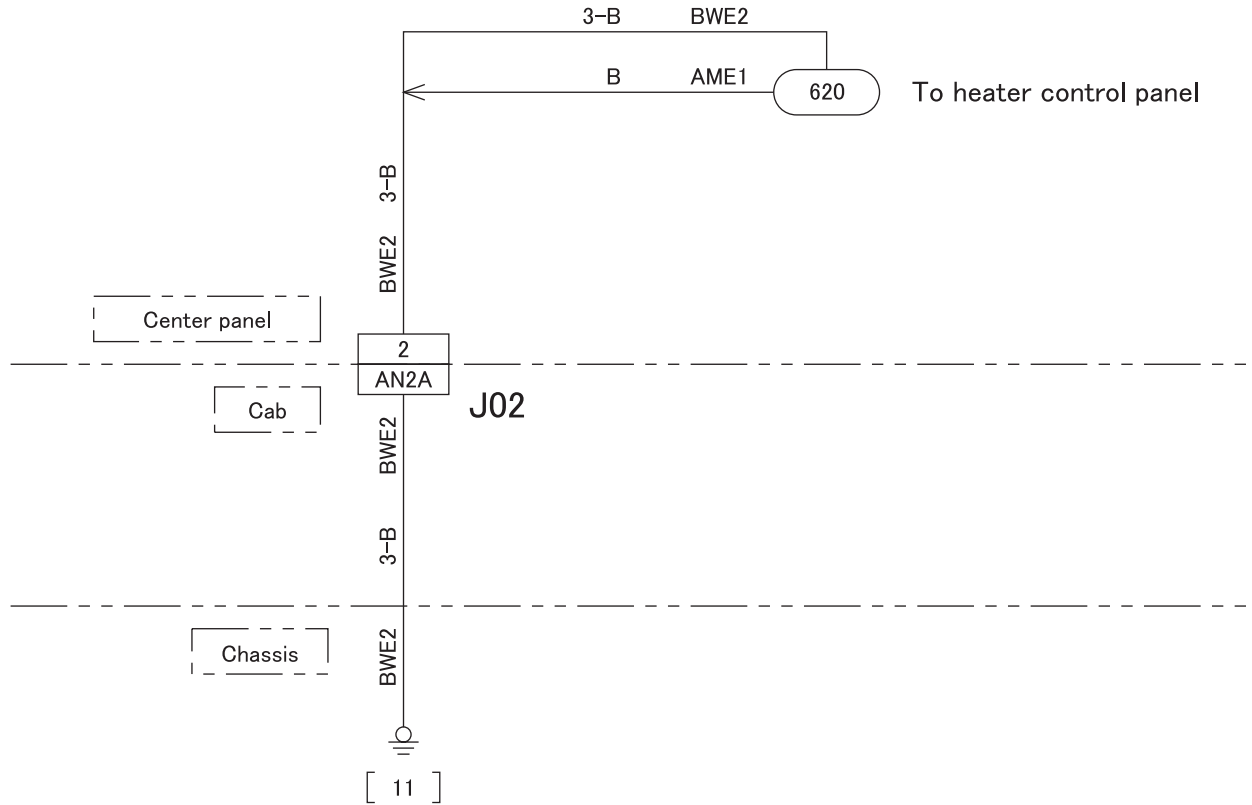 3-B BWE2
B AME1
620 To heater control panel
3-B
BWE2
Center panel
2
AN2A
Cab
J02
BWE2
3-B
Chassis
BWE2
[ 11 ]